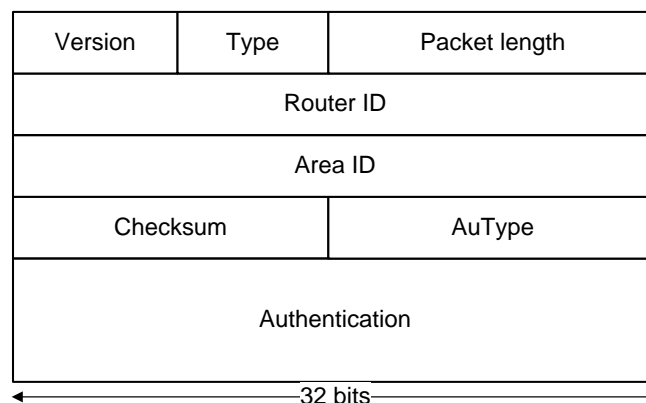 Version Type Packet length
Router ID
Area ID
Checksum AuType
Authentication
32 bits